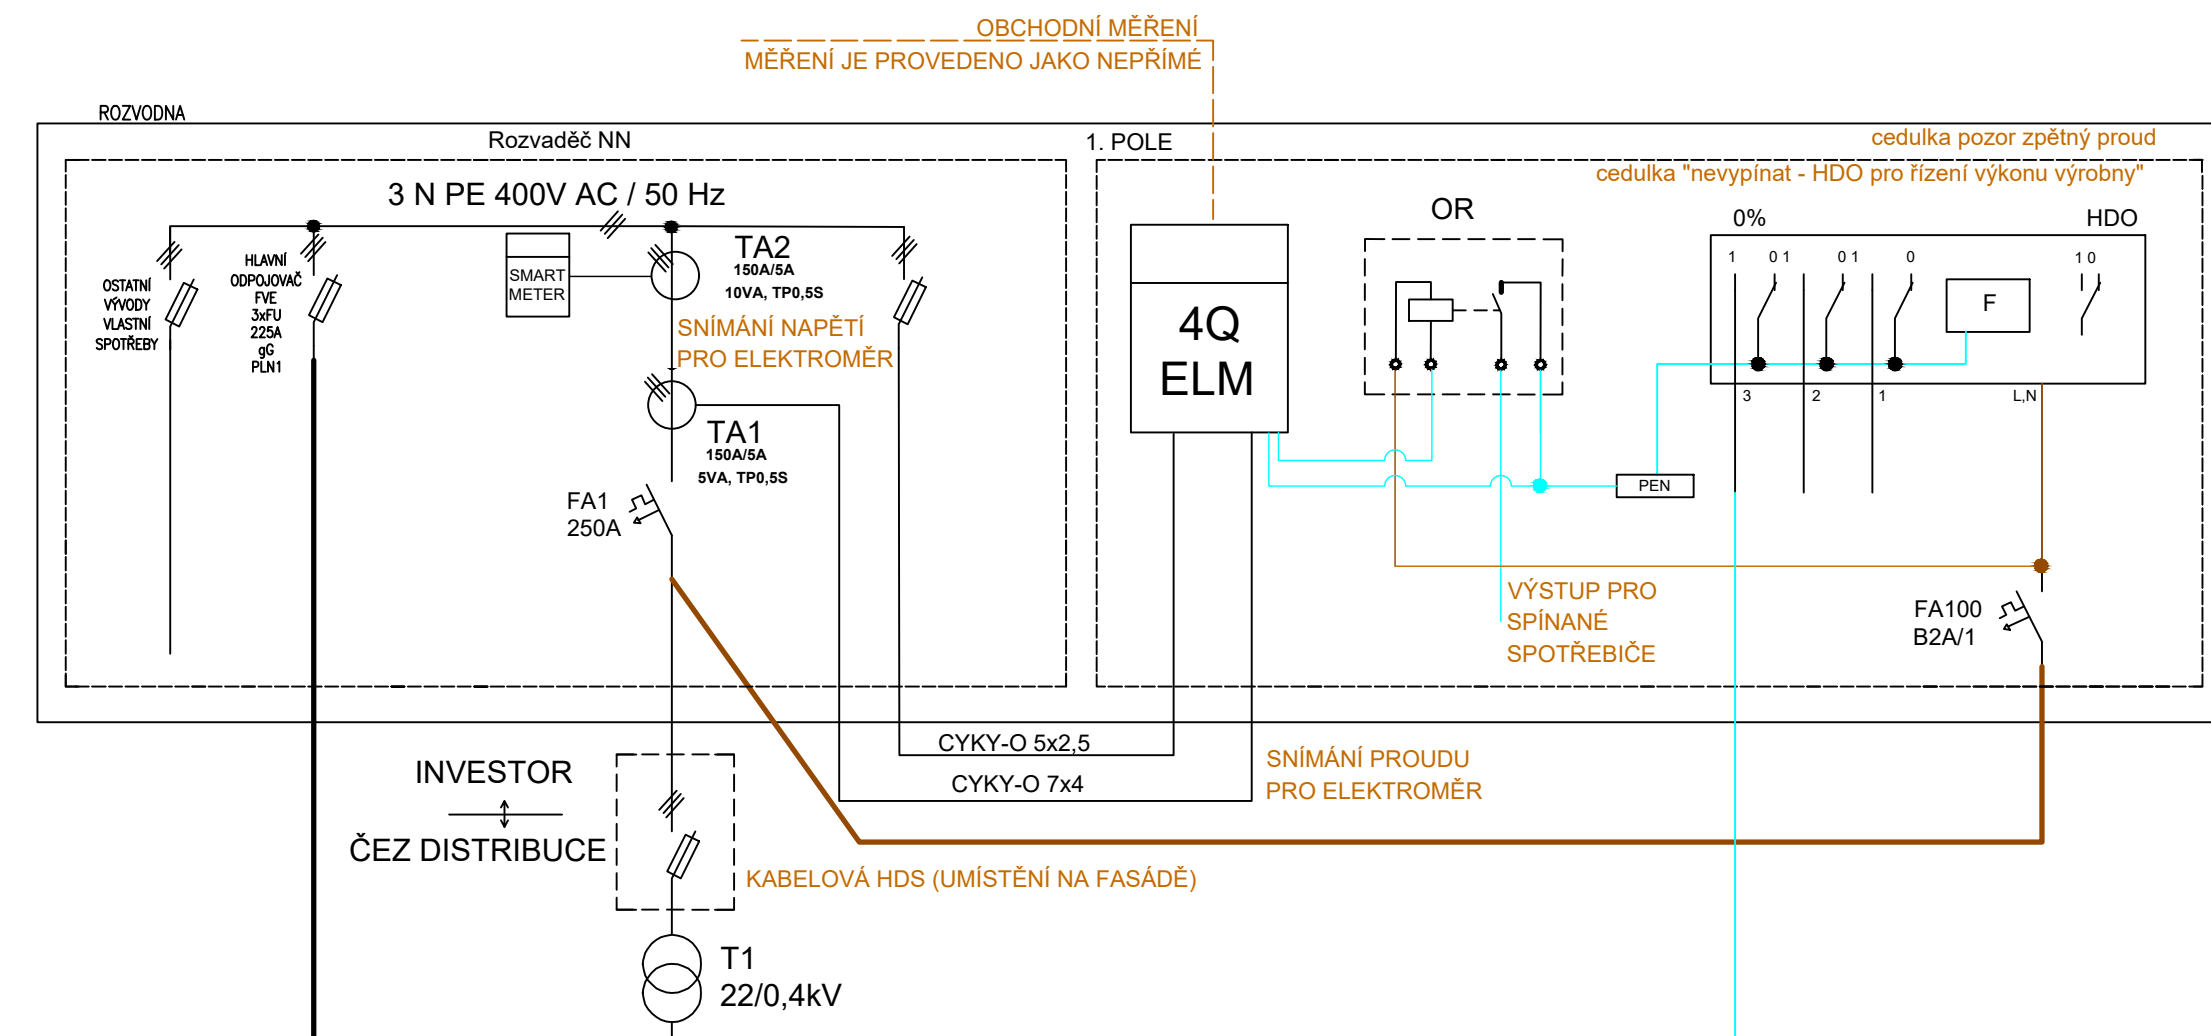 OBCHODNÍ MĚŘENÍ
MĚŘENÍ JE PROVEDENO JAKO NEPŘÍMÉ
ROZVODNA
Rozvaděč NN
1. POLE
cedulka pozor zpětný proud
cedulka "nevypínat - HDO pro řízení výkonu výrobny"
3 N PE 400V AC / 50 Hz
OR
0%
HDO
TA2
150A/5A
10VA, TP0,5S
SMART
METER
HLAVNÍ
ODPOJOVAČ
FVE
3xFU
225A
gG
PLN1
OSTATNÍ
VÝVODY
VLASTNÍ
SPOTŘEBY
SNÍMÁNÍ NAPĚTÍ
PRO ELEKTROMĚR
4Q
ELM
1
0 1
0 1
0
1 0
F
3
2
1
L,N
TA1
150A/5A
5VA, TP0,5S
FA1
250A
PEN
VÝSTUP PRO
SPÍNANÉ
SPOTŘEBIČE
FA100
B2A/1
CYKY-O 5x2,5
CYKY-O 7x4
SNÍMÁNÍ PROUDU
PRO ELEKTROMĚR
INVESTOR
ČEZ DISTRIBUCE
KABELOVÁ HDS (UMÍSTĚNÍ NA FASÁDĚ)
T1
22/0,4kV